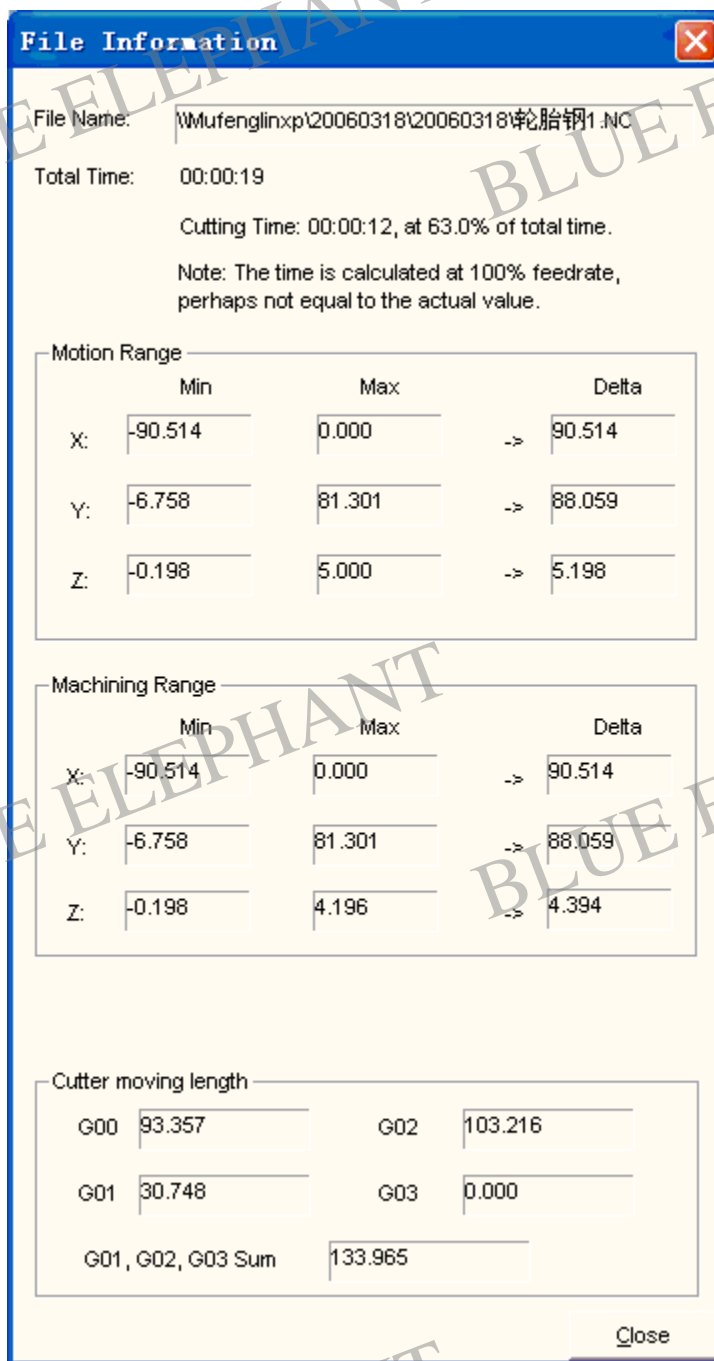 File Information
File Name: \\Mufenglinxp\20060318\20060318\轮胎钢1.NC
Total Time: 00:00:19
Cutting Time: 00:00:12, at 63.0% of total time.
Note: The time is calculated at 100% feedrate,
perhaps not equal to the actual value.
Motion Range
Min Max Delta
X: -90.514 0.000 -> 90.514
Y: -6.758 81.301 -> 88.059
Z: -0.198 5.000 -> 5.198
Machining Range
Min Max Delta
X: -90.514 0.000 -> 90.514
Y: -6.758 81.301 -> 88.059
Z: -0.198 4.196 -> 4.394
Cutter moving length
G00 93.357 G02 103.216
G01 30.748 G03 0.000
G01, G02, G03 Sum 133.965
Close
E ELEPHANT
BLUE E
E ELEPHANT
BLUE E